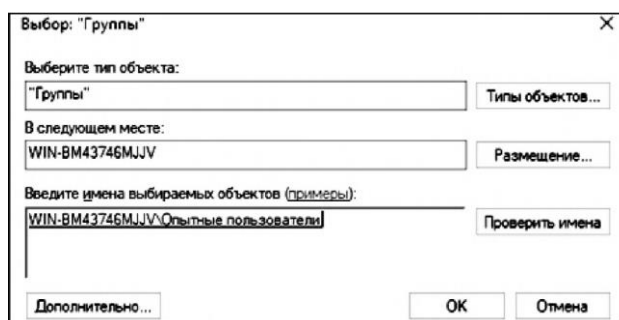 Выбор: "Группы"
Выберите тип объекта:
"Группы"
Типы объектов...
В следующем месте:
WIN-BM43746MJJV
Размещение...
Введите имена выбираемых объектов (примеры):
WIN-BM43746MJJV\Опытные пользователи
Проверить имена
Дополнительно...
OK
Отмена